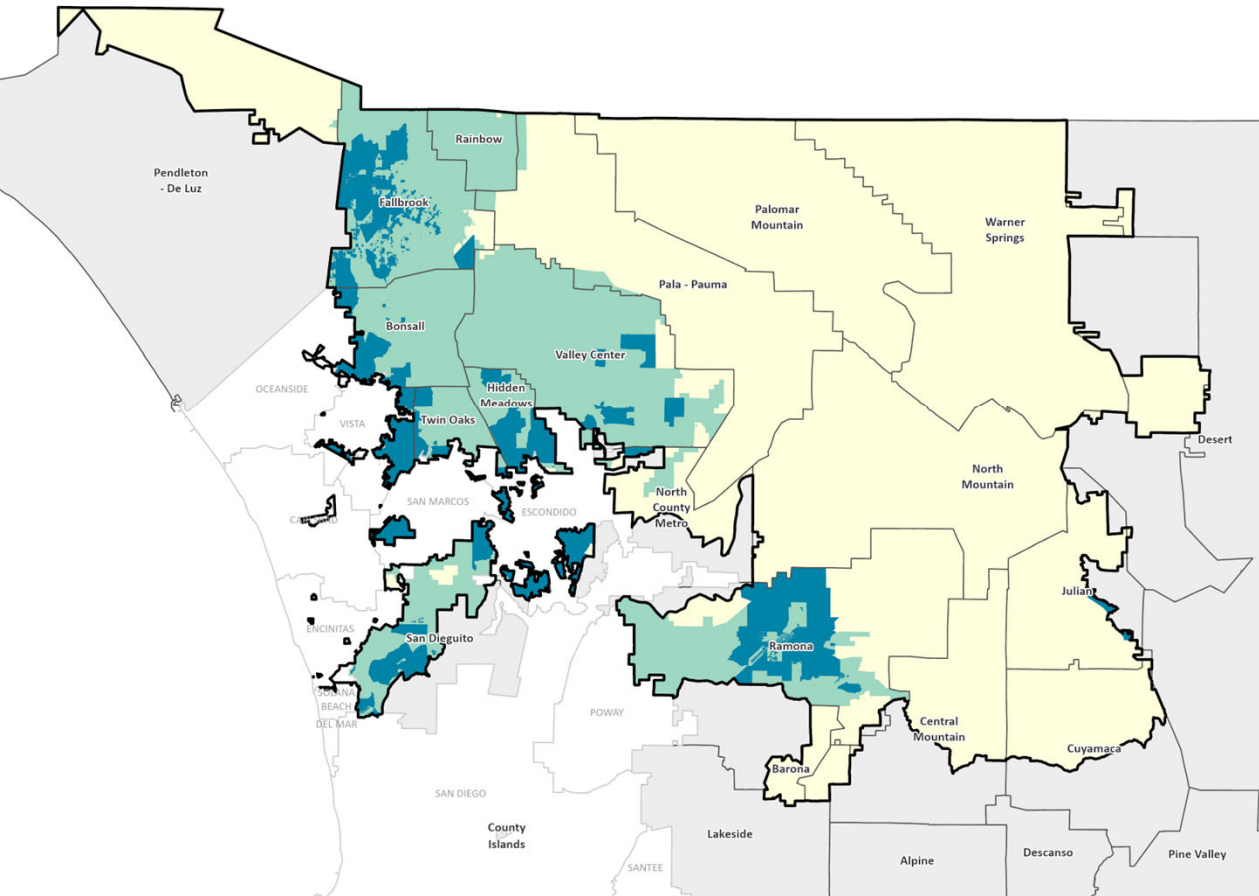 Rainbow
Pendleton
- De Luz
Fallbrook
Palomar
Mountain
Warner
Springs
Pala - Pauma
Bonsall
Valley Center
OCEANSIDE
Hidden
Meadows
Twin Oaks
VISTA
Desert
North
Mountain
North
County
Metro
SAN MARCOS
ESCONDIDO
CARLSBAD
Julian
ENCINITAS
San Dieguito
Ramona
SOLANA
BEACH
DEL MAR
POWAY
Central
Mountain
Cuyamaca
Barona
SAN DIEGO
County
Islands
Lakeside
Alpine
Descanso
Pine Valley
SANTEE